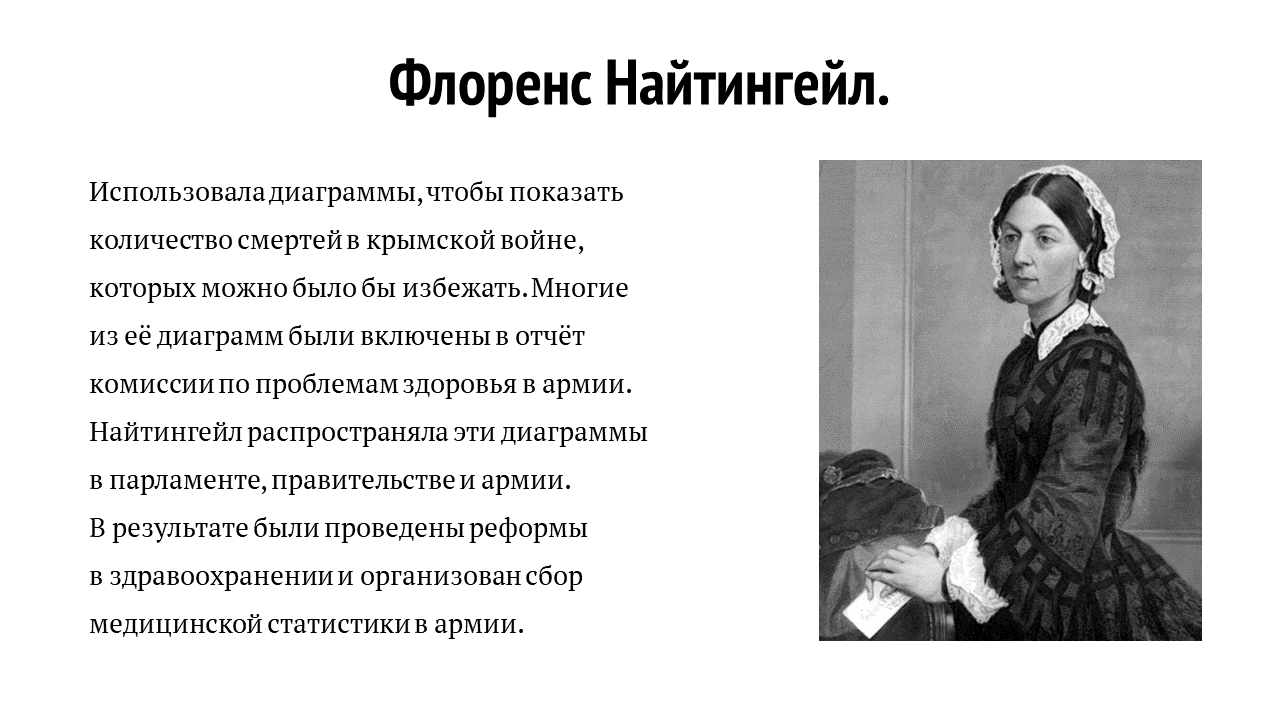 Флоренс Найтингейл.
Использовала диаграммы, чтобы показать
количество смертей в крымской войне,
которых можно было бы избежать. Многие
из её диаграмм были включены в отчёт
комиссии по проблемам здоровья в армии.
Найтингейл распространяла эти диаграммы
в парламенте, правительстве и армии.
В результате были проведены реформы
в здравоохранении и организован сбор
медицинской статистики в армии.